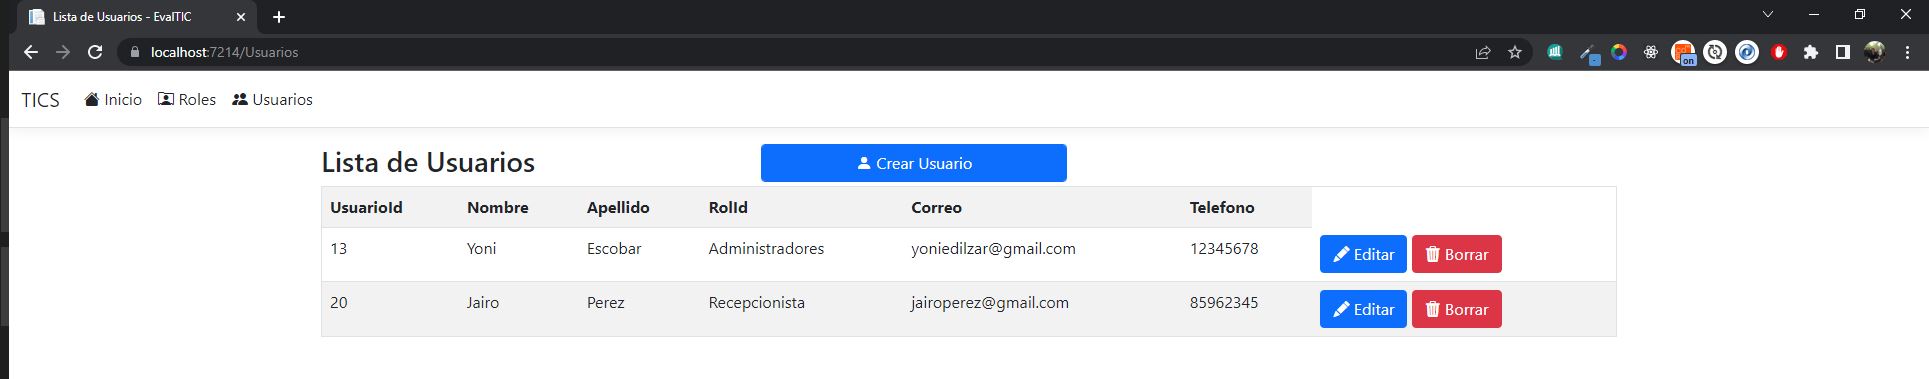 Lista de Usuarios - EvalTIC
localhost:7214/Usuarios
on
TICS Inicio Roles Usuarios
Lista de Usuarios Crear Usuario
UsuarioId Nombre Apellido RolId Correo Telefono
13 Yoni Escobar Administradores yoniedilzar@gmail.com 12345678 Editar Borrar
20 Jairo Perez Recepcionista jairoperez@gmail.com 85962345 Editar Borrar